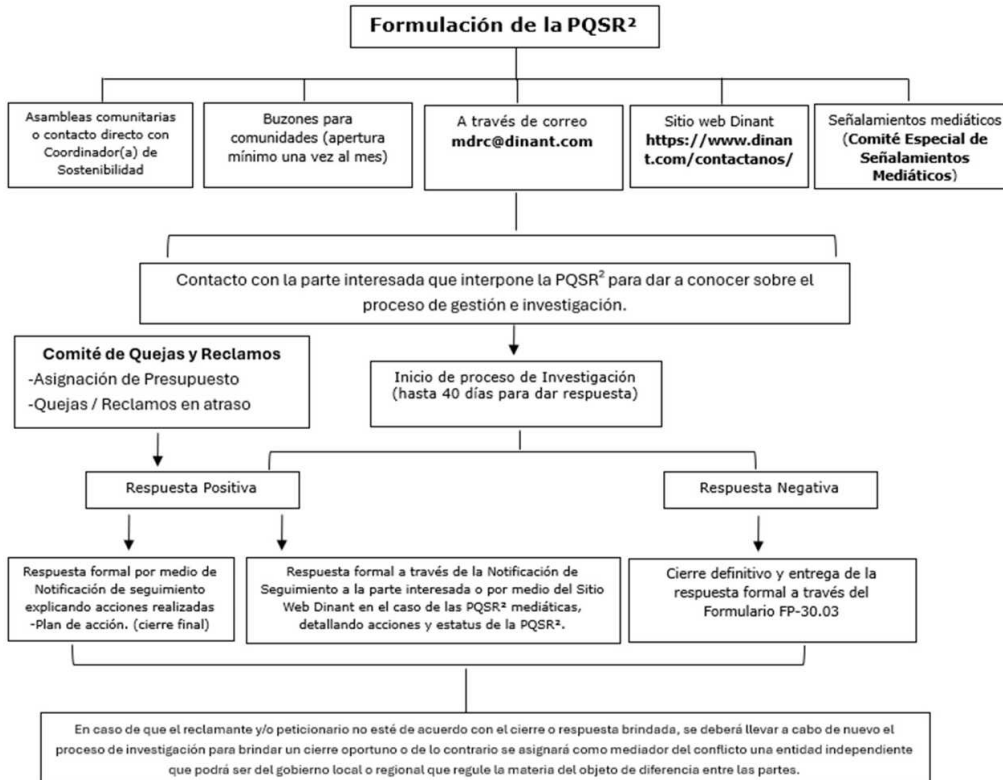 Formulación de la PQSR²
Asambleas comunitarias
o contacto directo con
Coordinador(a) de
Sostenibilidad
Buzones para
comunidades (apertura
mínimo una vez al mes)
A través de correo
mdrc@dinant.com
Sitio web Dinant
https://www.dinan
t.com/contactanos/
Señalamientos mediáticos
(Comité Especial de
Señalamientos
Mediáticos)
Contacto con la parte interesada que interpone la PQSR² para dar a conocer sobre el
proceso de gestión e investigación.
Comité de Quejas y Reclamos
-Asignación de Presupuesto
-Quejas / Reclamos en atraso
Inicio de proceso de Investigación
(hasta 40 días para dar respuesta)
Respuesta Positiva
Respuesta Negativa
Respuesta formal por medio de
Notificación de seguimiento
explicando acciones realizadas
-Plan de acción. (cierre final)
Respuesta formal a través de la Notificación de
Seguimiento a la parte interesada o por medio del Sitio
Web Dinant en el caso de las PQSR² mediáticas,
detallando acciones y estatus de la PQSR².
Cierre definitivo y entrega de la
respuesta formal a través del
Formulario FP-30.03
En caso de que el reclamante y/o peticionario no esté de acuerdo con el cierre o respuesta brindada, se deberá llevar a cabo de nuevo el
proceso de investigación para brindar un cierre oportuno o de lo contrario se asignará como mediador del conflicto una entidad independiente
que podrá ser del gobierno local o regional que regule la materia del objeto de diferencia entre las partes.